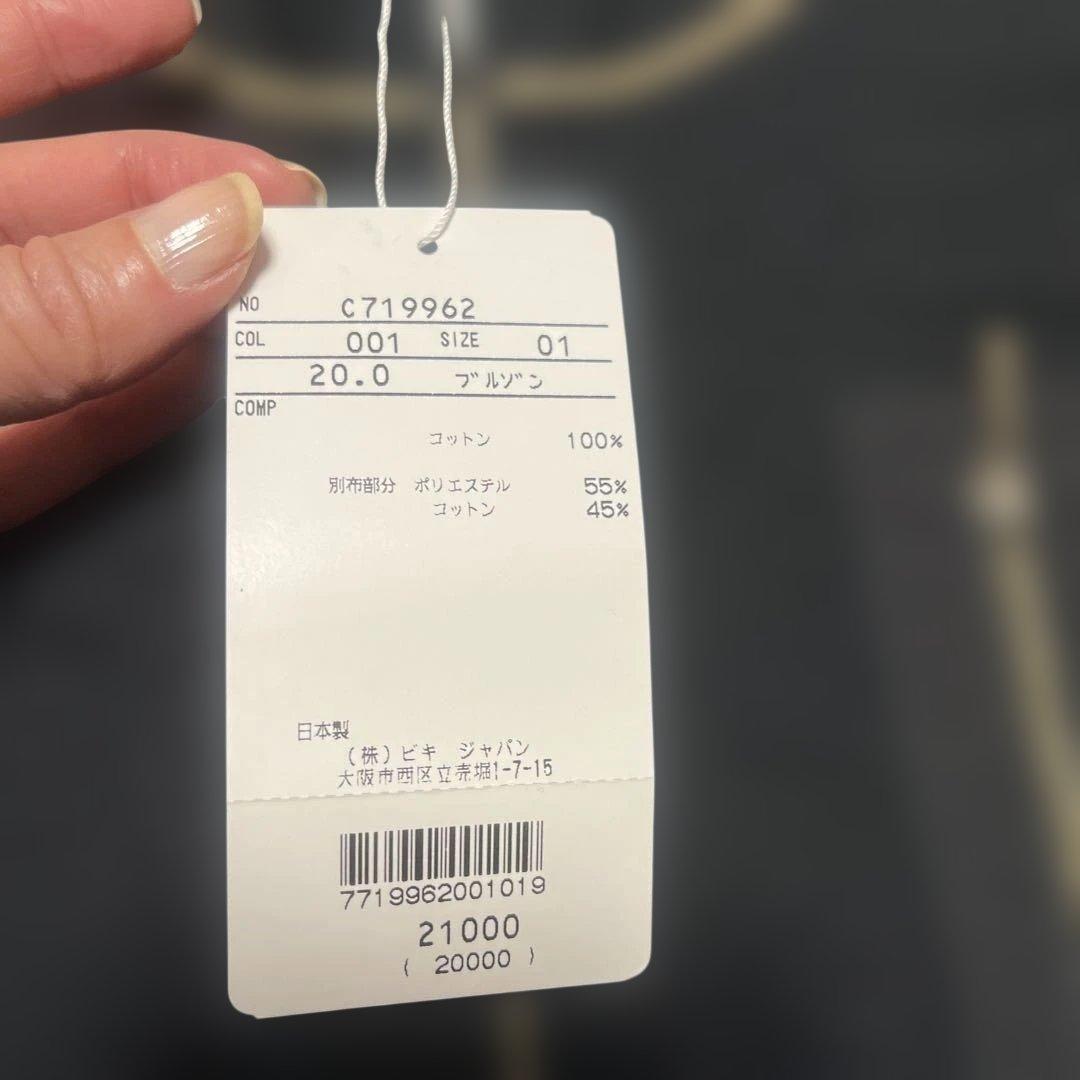 NO C719962
COL 001 SIZE 01
20.0 ブルゾン
COMP
コットン 100%
別布部分 ポリエステル 55%
コットン 45%
日本製
(株)ビキ ジャパン
大阪市西区立売堀1-7-15
7719962001019
21000
( 20000 )